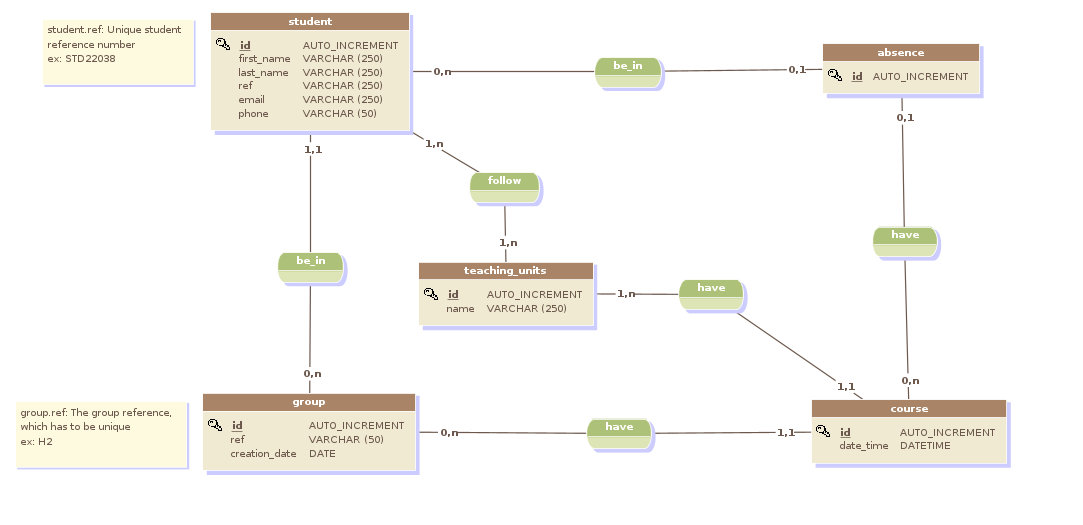 student.ref: Unique student
reference number
ex: STD22038
student
id AUTO_INCREMENT
first_name VARCHAR (250)
last_name VARCHAR (250)
ref VARCHAR (250)
email VARCHAR (250)
phone VARCHAR (50)
0,n
be_in
0,1
absence
id AUTO_INCREMENT
1,1
1,n
0,1
follow
have
1,n
be_in
teaching_units
id AUTO_INCREMENT
name VARCHAR (250)
1,n
have
0,n
1,1
0,n
group.ref: The group reference,
which has to be unique
ex: H2
group
id AUTO_INCREMENT
ref VARCHAR (50)
creation_date DATE
0,n
have
1,1
course
id AUTO_INCREMENT
date_time DATETIME